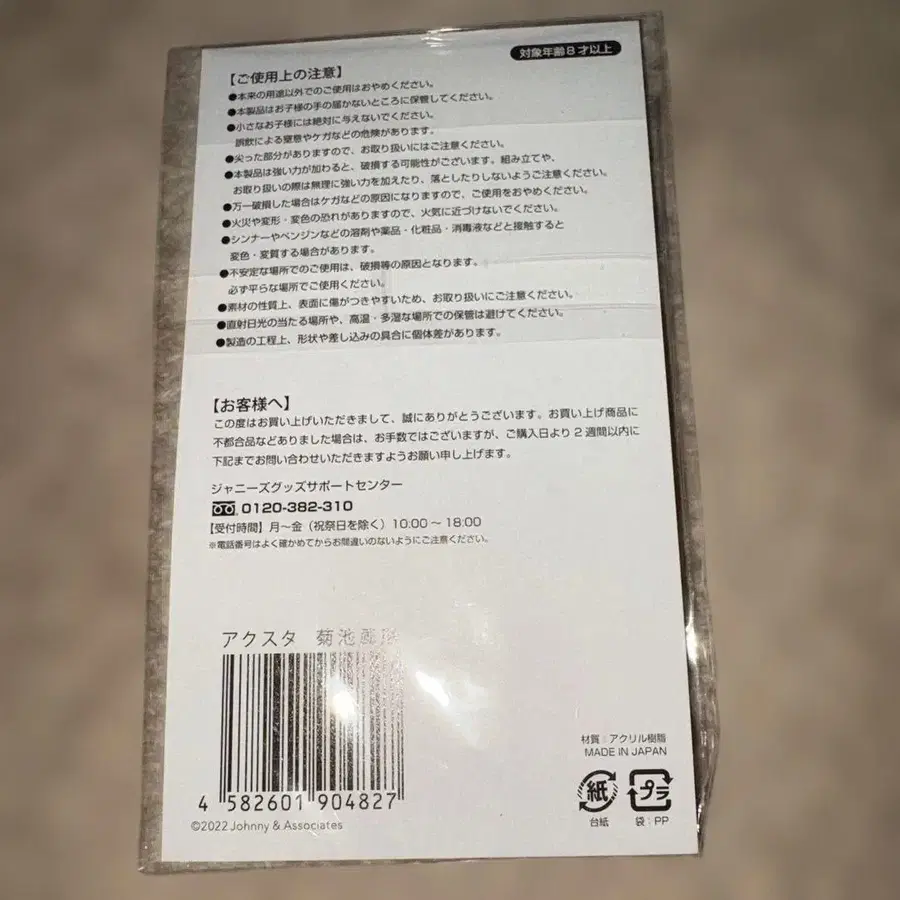 対象年齢8才以上
【ご使用上の注意】
●本来の用途以外でのご使用はおやめください。
●本製品はお子様の手の届かないところに保管してください。
●小さなお子様には絶対に与えないでください。
誤飲による窒息やケガなどの危険があります。
●尖った部分がありますので、お取り扱いにはご注意ください。
●本製品は強い力が加わると、破損する可能性がございます。組み立てや、
お取り扱いの際は無理に強い力を加えたり、落としたりしないようご注意ください。
●万一破損した場合はケガなどの原因になりますので、ご使用をおやめください。
●火災や変形・変色の恐れがありますので、火気に近づけないでください。
●シンナーやベンジンなどの溶剤や薬品・化粧品・消毒液などと接触すると
変色・変質する場合があります。
●不安定な場所でのご使用は、破損等の原因となります。
必ず平らな場所でご使用ください。
●素材の性質上、表面に傷がつきやすいため、お取り扱いにご注意ください。
●直射日光の当たる場所や、高温・多湿な場所での保管は避けてください。
●製造の工程上、形状や差し込みの具合に個体差があります。
【お客様へ】
この度はお買い上げいただきまして、誠にありがとうございます。お買い上げ商品に
不都合品などありました場合は、お手数ではございますが、ご購入日より2週間以内に
下記までお問い合わせいただきますようお願い申し上げます。
ジャニーズグッズサポートセンター
0120-382-310
【受付時間】月～金（祝祭日を除く）10:00～18:00
※電話番号はよく確かめてからお間違いのないようにご注意ください。
アクスタ 菊池風磨
4 582601 904827
©2022 Johnny & Associates
材質：アクリル樹脂
MADE IN JAPAN
紙
台紙
プラ
袋：PP